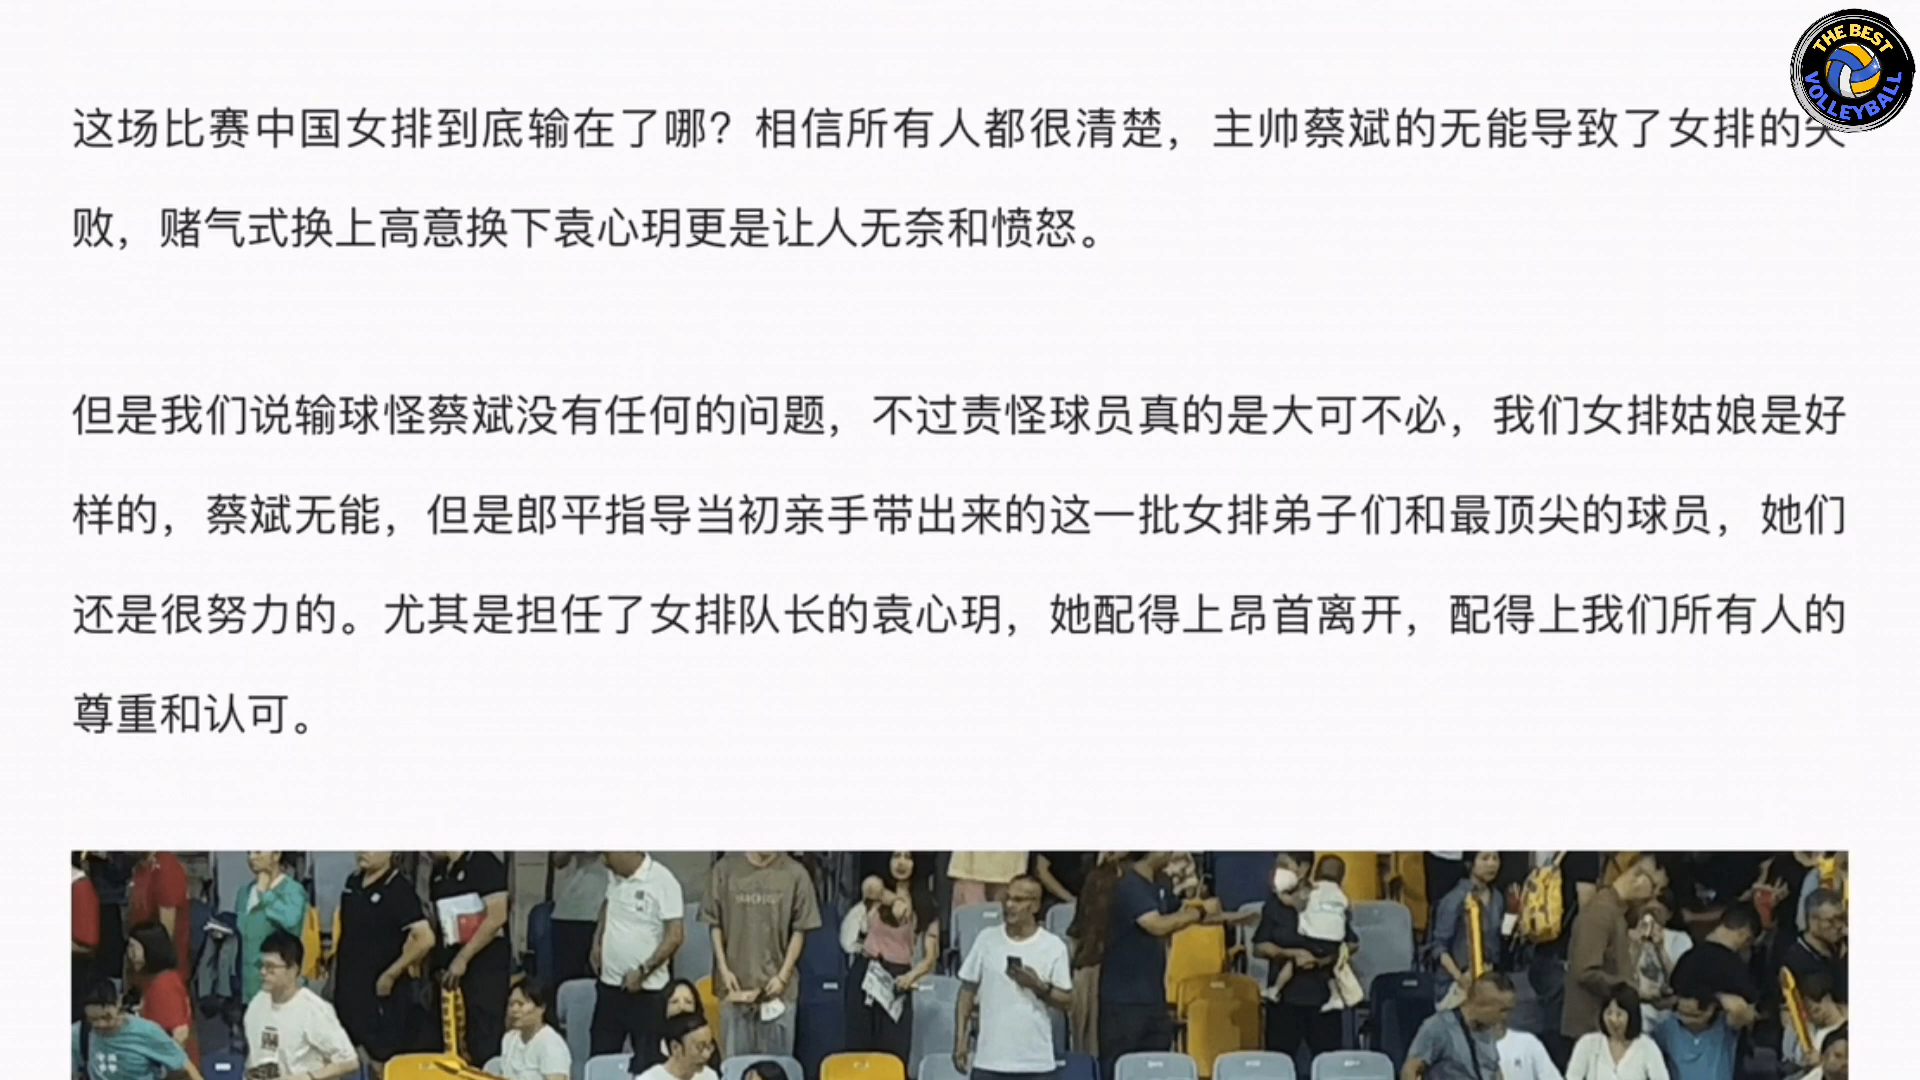 THE BEST
VOLLEYBALL
这场比赛中国女排到底输在了哪？相信所有人都很清楚，主帅蔡斌的无能导致了女排的失
败，赌气式换上高意换下袁心玥更是让人无奈和愤怒。
但是我们说输球怪蔡斌没有任何的问题，不过责怪球员真的是大可不必，我们女排姑娘是好
样的，蔡斌无能，但是郎平指导当初亲手带出来的这一批女排弟子们和最顶尖的球员，她们
还是很努力的。尤其是担任了女排队长的袁心玥，她配得上昂首离开，配得上我们所有人的
尊重和认可。